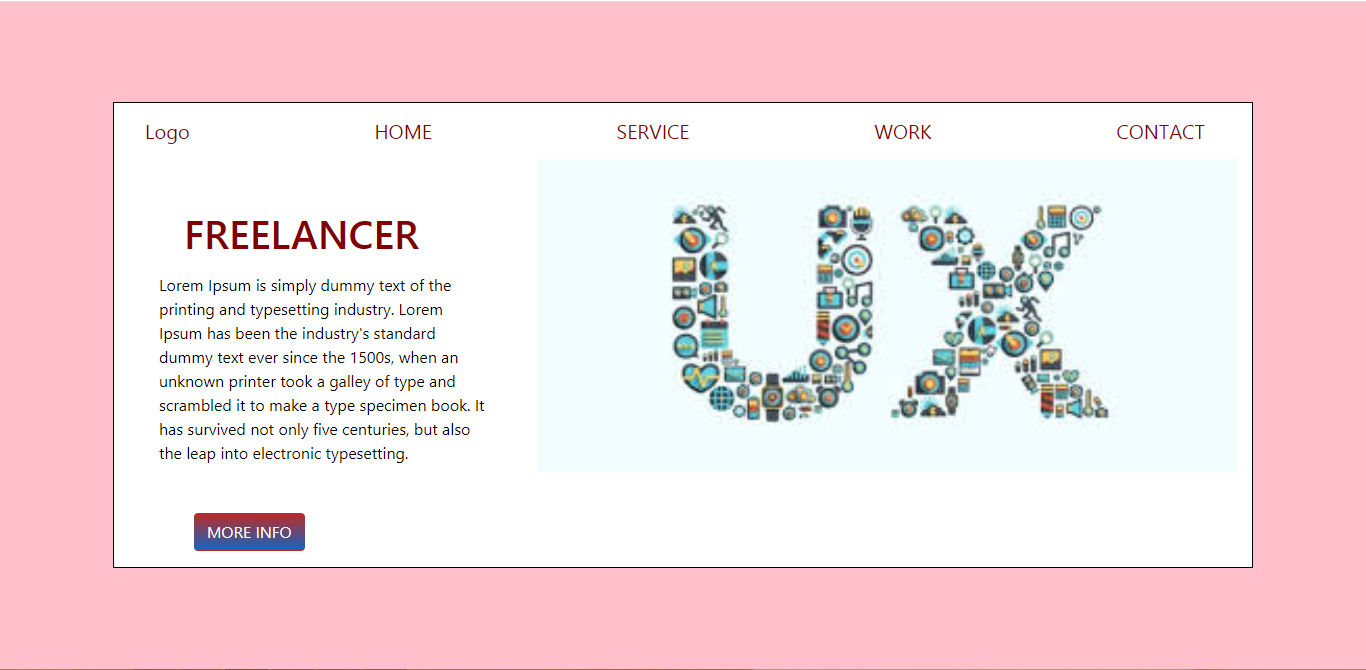 Logo HOME SERVICE WORK CONTACT
FREELANCER
Lorem Ipsum is simply dummy text of the
printing and typesetting industry. Lorem
Ipsum has been the industry's standard
dummy text ever since the 1500s, when an
unknown printer took a galley of type and
scrambled it to make a type specimen book. It
has survived not only five centuries, but also
the leap into electronic typesetting.
MORE INFO
UX